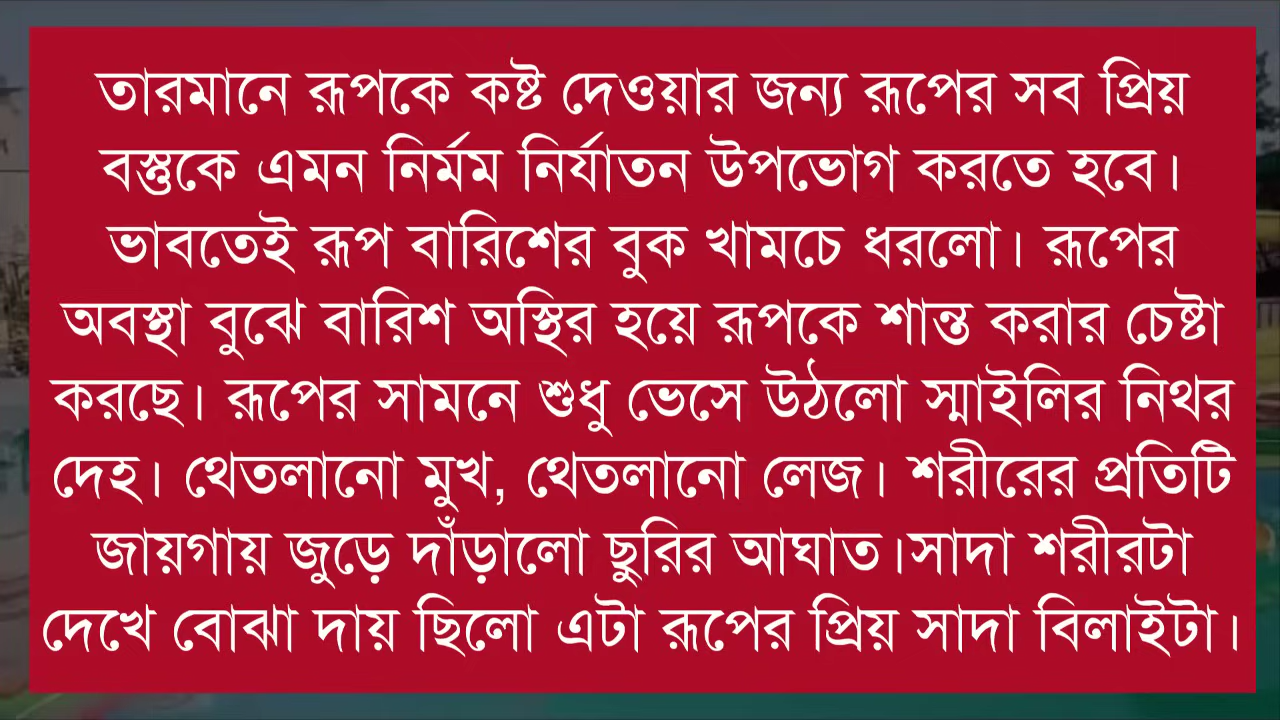 তারমানে রূপকে কষ্ট দেওয়ার জন্য রূপের সব প্রিয়
বস্তুকে এমন নির্মম নির্যাতন উপভোগ করতে হবে।
ভাবতেই রূপ বারিশের বুক খামচে ধরলো। রূপের
অবস্থা বুঝে বারিশ অস্থির হয়ে রূপকে শান্ত করার চেষ্টা
করছে। রূপের সামনে শুধু ভেসে উঠলো স্মাইলির নিথর
দেহ। থেতলানো মুখ, থেতলানো লেজ। শরীরের প্রতিটি
জায়গায় জুড়ে দাঁড়ালো ছুরির আঘাত।সাদা শরীরটা
দেখে বোঝা দায় ছিলো এটা রূপের প্রিয় সাদা বিলাইটা।